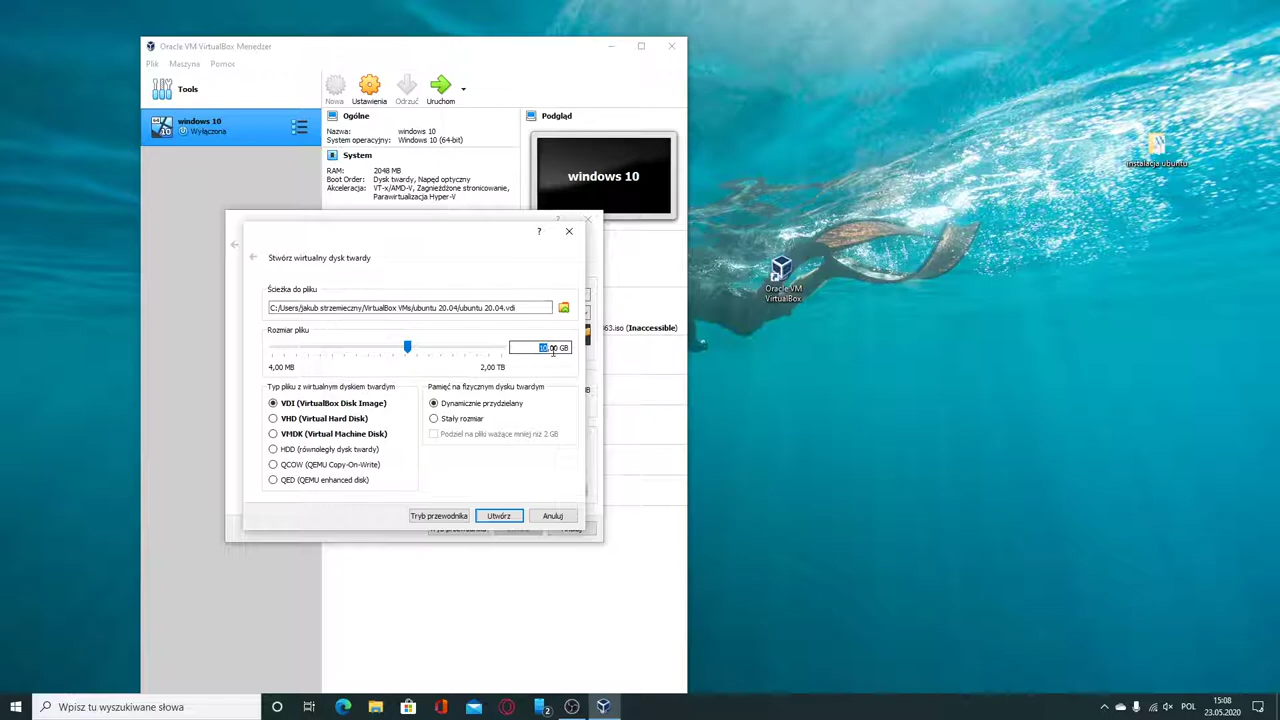 Oracle VM VirtualBox Menedżer
Plik Maszyna Pomoc
Tools
Nowa Ustawienia Odrzuć Uruchom
windows 10
Wyłączona
Ogólne
Nazwa: windows 10
System operacyjny: Windows 10 (64-bit)
System
RAM: 2048 MB
Boot Order: Dysk twardy, Napęd optyczny
Akceleracja: VT-x/AMD-V, Zagnieżdżone stronicowanie,
Parawirtualizacja Hyper-V
Podgląd
windows 10
63.iso (Inaccessible)
Stwórz wirtualny dysk twardy
Ścieżka do pliku
C:/Users/jakub strzemieczny/VirtualBox VMs/ubuntu 20.04/ubuntu 20.04.vdi
Rozmiar pliku
10,00 GB
4,00 MB 2,00 TB
Typ pliku z wirtualnym dyskiem twardym
VDI (VirtualBox Disk Image)
VHD (Virtual Hard Disk)
VMDK (Virtual Machine Disk)
HDD (równoległy dysk twardy)
QCOW (QEMU Copy-On-Write)
QED (QEMU enhanced disk)
Pamięć na fizycznym dysku twardym
Dynamicznie przydzielany
Stały rozmiar
Podziel na pliki ważące mniej niż 2 GB
Tryb przewodnika Utwórz Anuluj
instalacja ubuntu
Oracle VM
VirtualBox
Wpisz tu wyszukiwane słowa
2
POL
15:08
23.05.2020